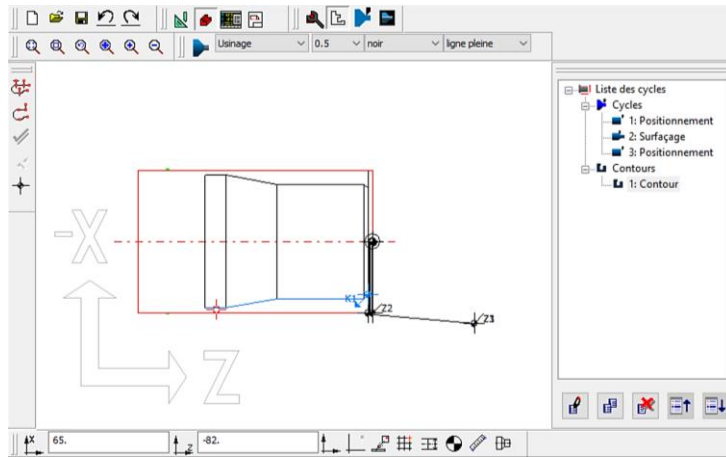 Usinage 0.5 noir ligne pleine
Liste des cycles
Cycles
1: Positionnement
2: Surfaçage
3: Positionnement
Contours
1: Contour
-X
K1
Z2
Z3
Z
X 65. Z -82.